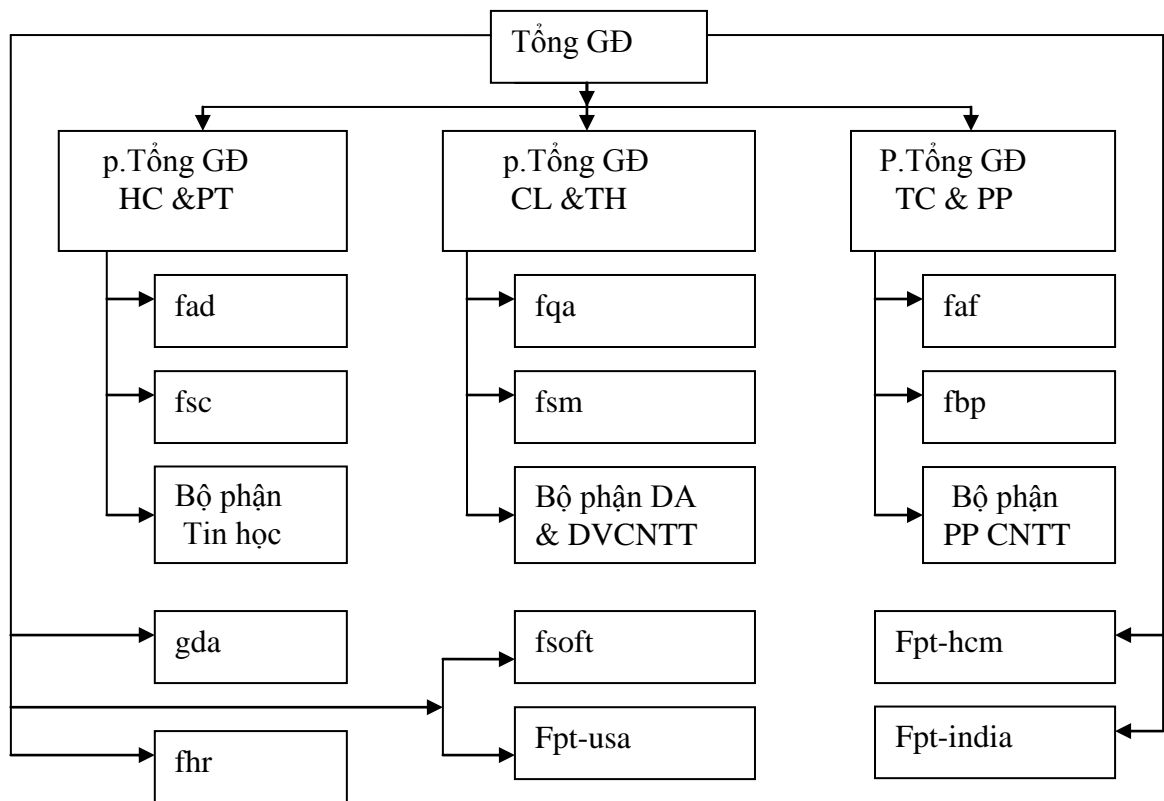 Tổng GĐ
p.Tổng GĐ
HC &PT
p.Tổng GĐ
CL &TH
P.Tổng GĐ
TC & PP
fad
fqa
faf
fsc
fsm
fbp
Bộ phận
Tin học
Bộ phận DA
& DVCNTT
Bộ phận
PP CNTT
gda
fsoft
Fpt-hcm
fhr
Fpt-usa
Fpt-india